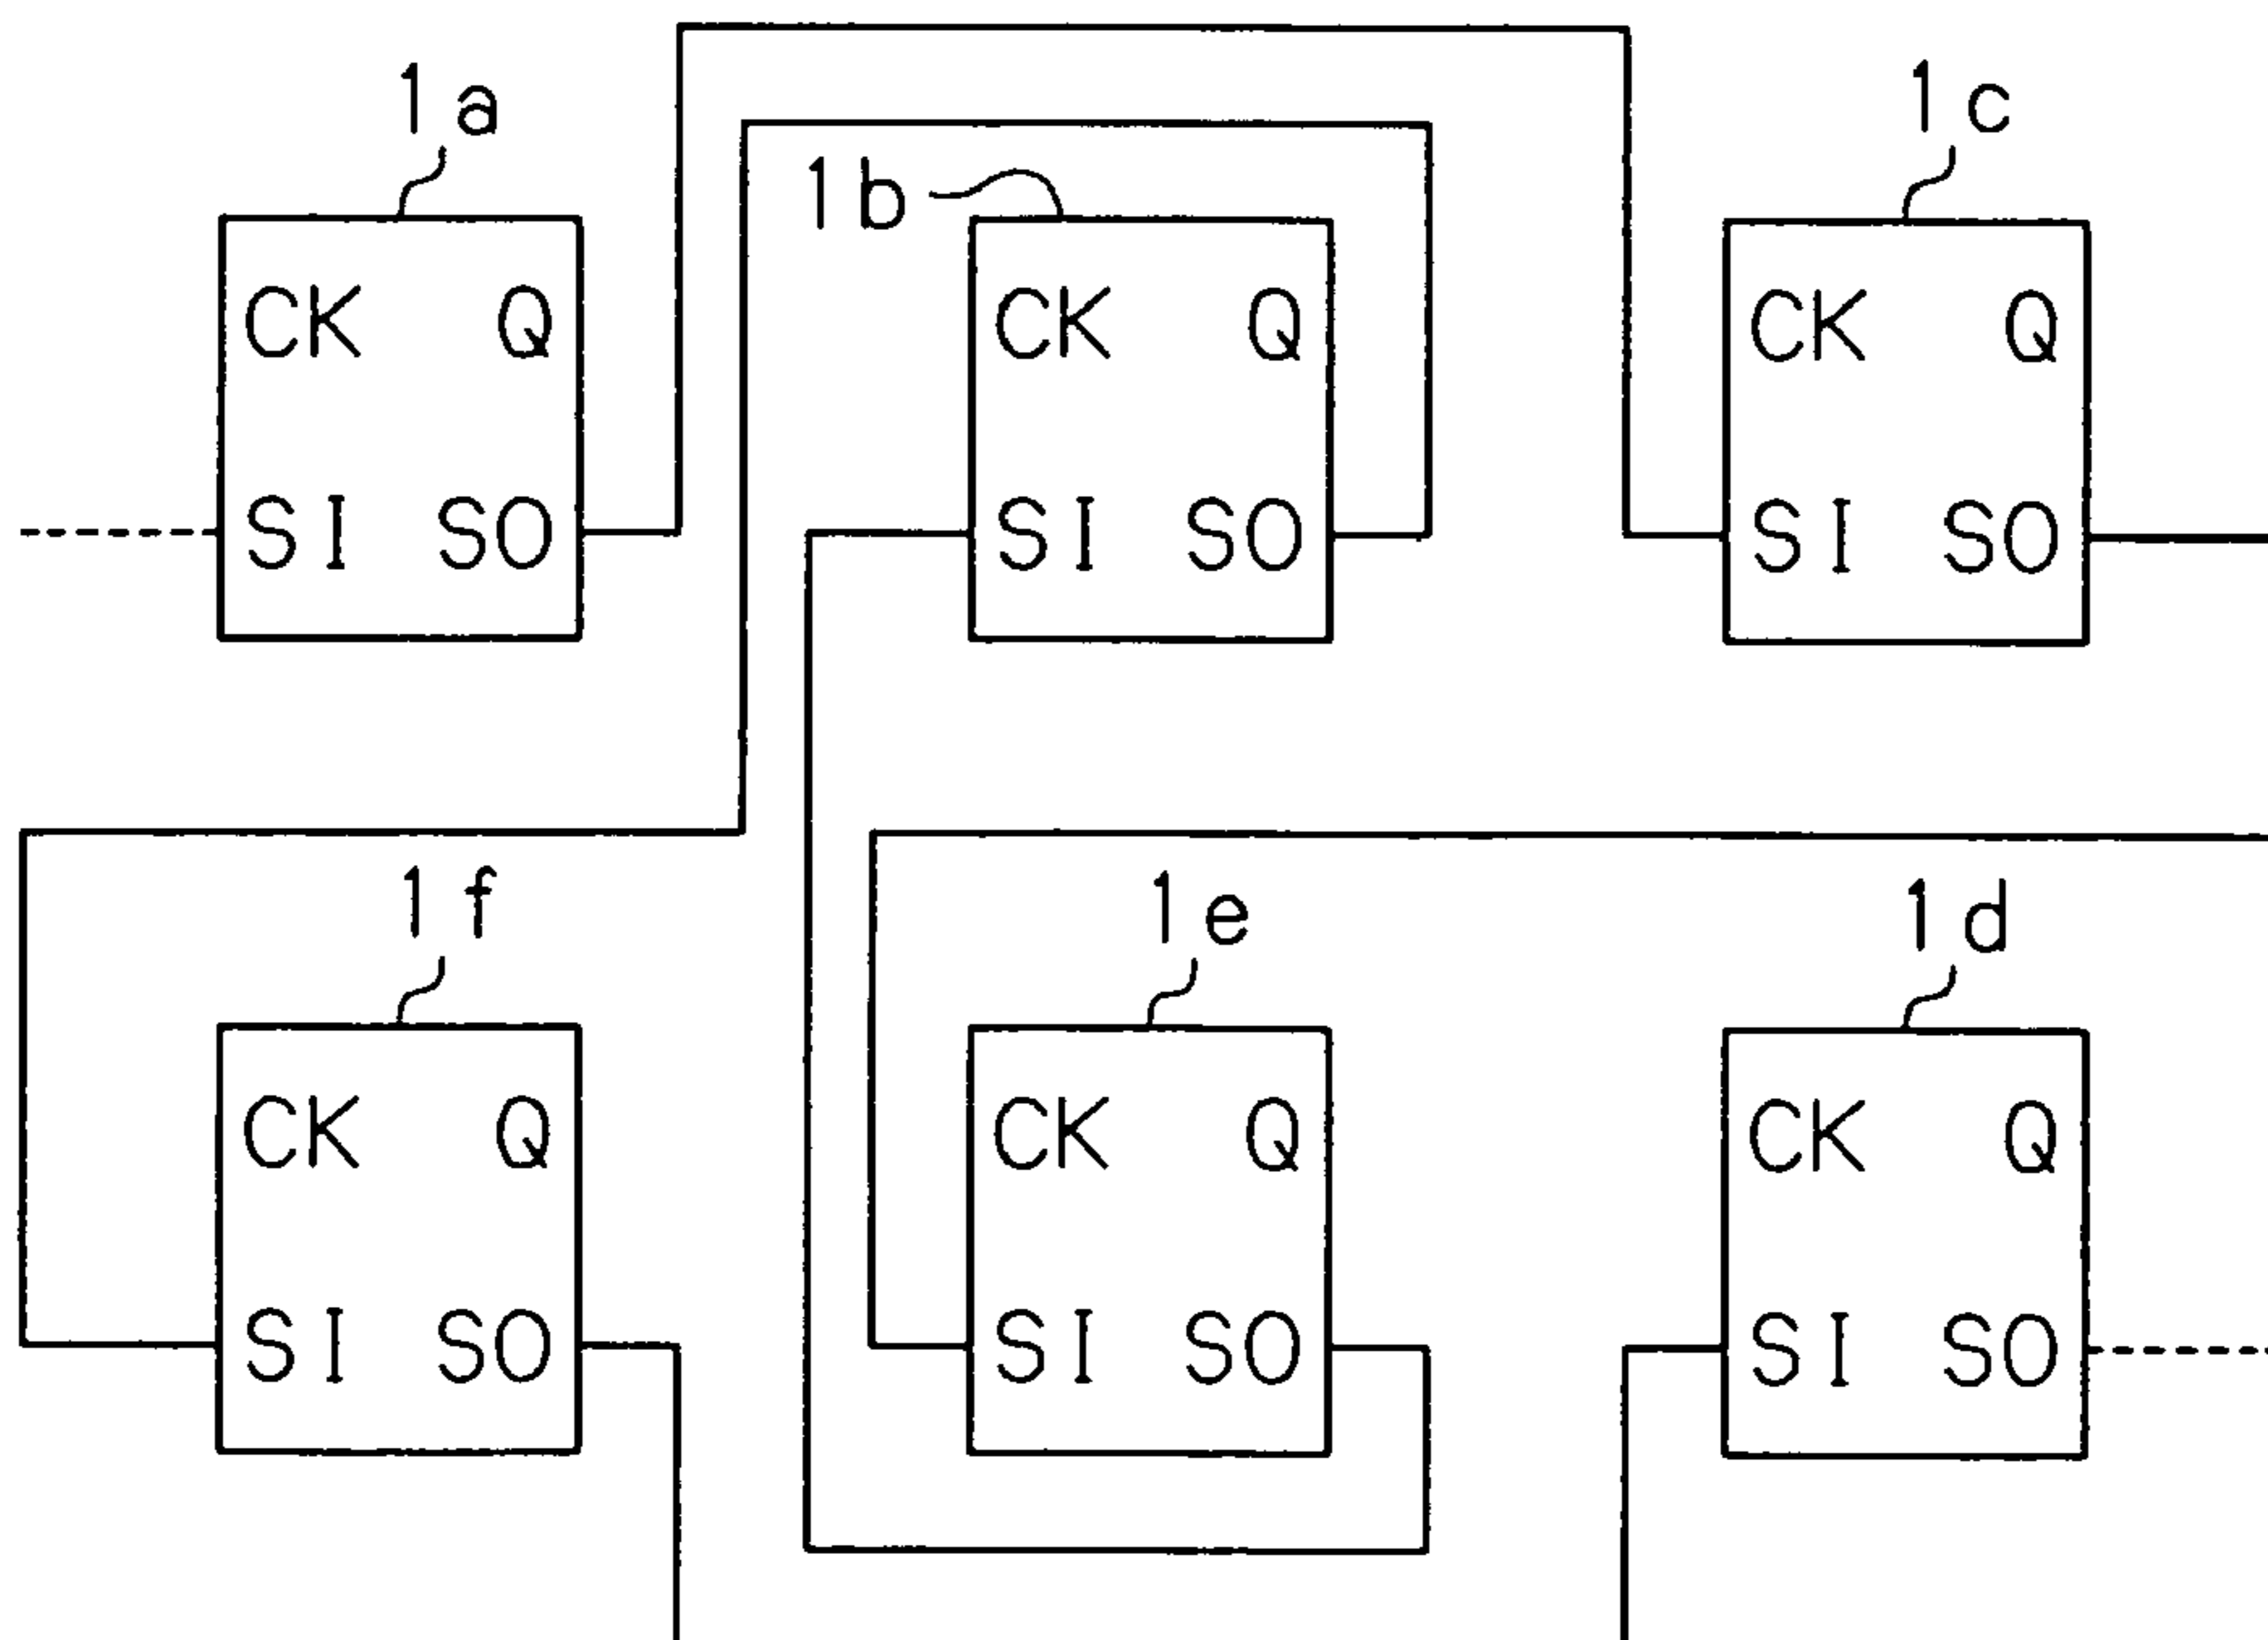 1a
1b
1c
CK Q
SI SO
CK Q
SI SO
CK Q
SI SO
1f
1e
1d
CK Q
SI SO
CK Q
SI SO
CK Q
SI SO